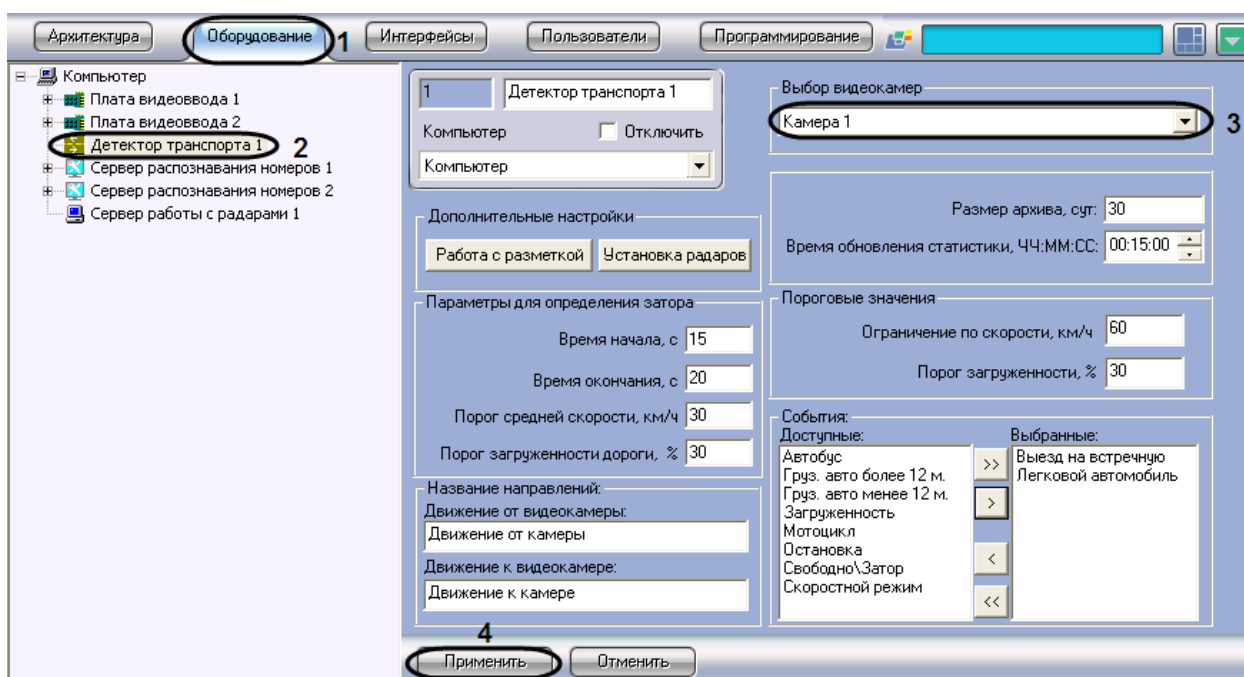 Архитектура
Оборудование
1
Интерфейсы
Пользователи
Программирование
Компьютер
Плата видеоввода 1
Плата видеоввода 2
Детектор транспорта 1
2
Сервер распознавания номеров 1
Сервер распознавания номеров 2
Сервер работы с радарами 1
1
Детектор транспорта 1
Компьютер
Отключить
Компьютер
Дополнительные настройки
Работа с разметкой
Установка радаров
Параметры для определения затора
Время начала, с 15
Время окончания, с 20
Порог средней скорости, км/ч 30
Порог загруженности дороги, % 30
Название направлений:
Движение от видеокамеры:
Движение от камеры
Движение к видеокамере:
Движение к камере
Выбор видеокамер
Камера 1
3
Размер архива, сут: 30
Время обновления статистики, ЧЧ:ММ:СС: 00:15:00
Пороговые значения
Ограничение по скорости, км/ч 60
Порог загруженности, % 30
События:
Доступные:
Автобус
Груз. авто более 12 м.
Груз. авто менее 12 м.
Загруженность
Мотоцикл
Остановка
Свободно\Затор
Скоростной режим
>>
>
<
<<
Выбранные:
Выезд на встречную
Легковой автомобиль
4
Применить
Отменить